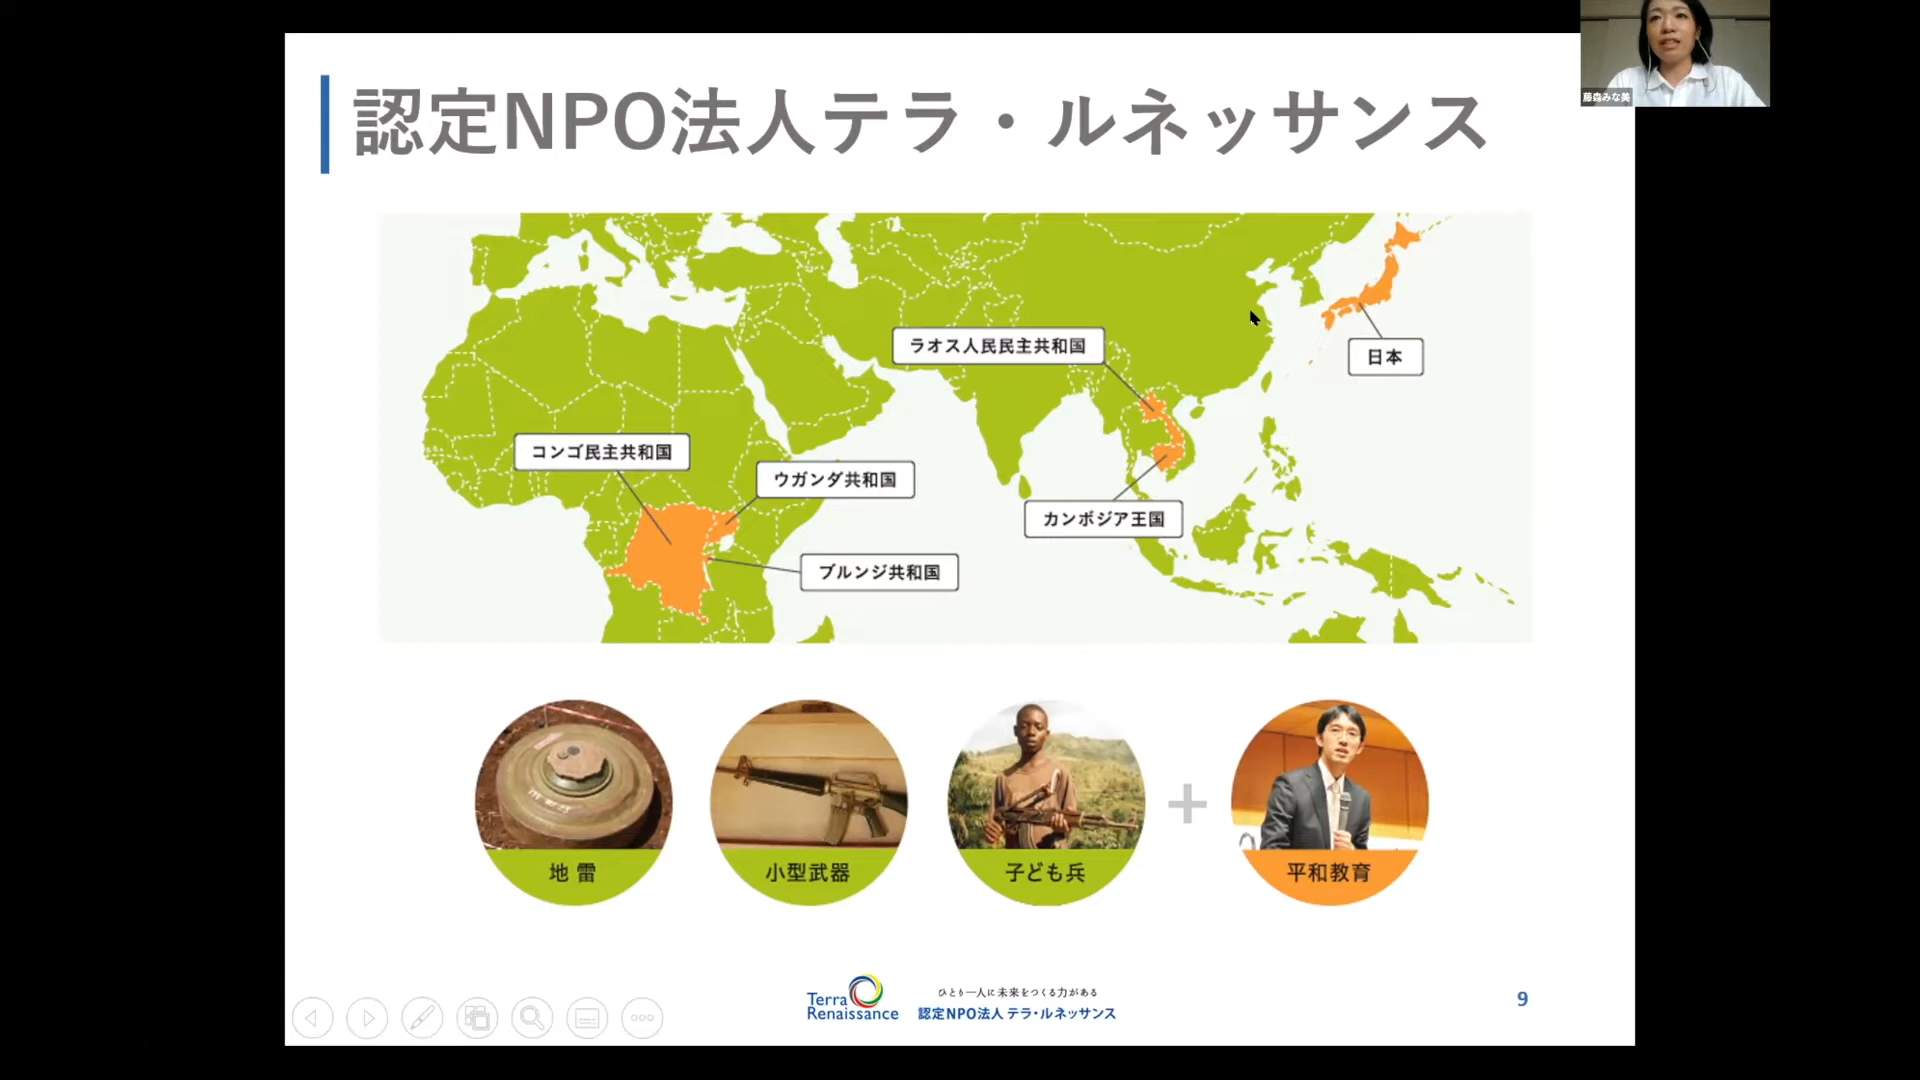 藤森みな美
認定NPO法人テラ・ルネッサンス
ラオス人民民主共和国
日本
コンゴ民主共和国
ウガンダ共和国
カンボジア王国
ブルンジ共和国
地雷
小型武器
子ども兵
平和教育
Terra
Renaissance
ひとり一人に未来をつくる力がある
認定NPO法人 テラ・ルネッサンス
9